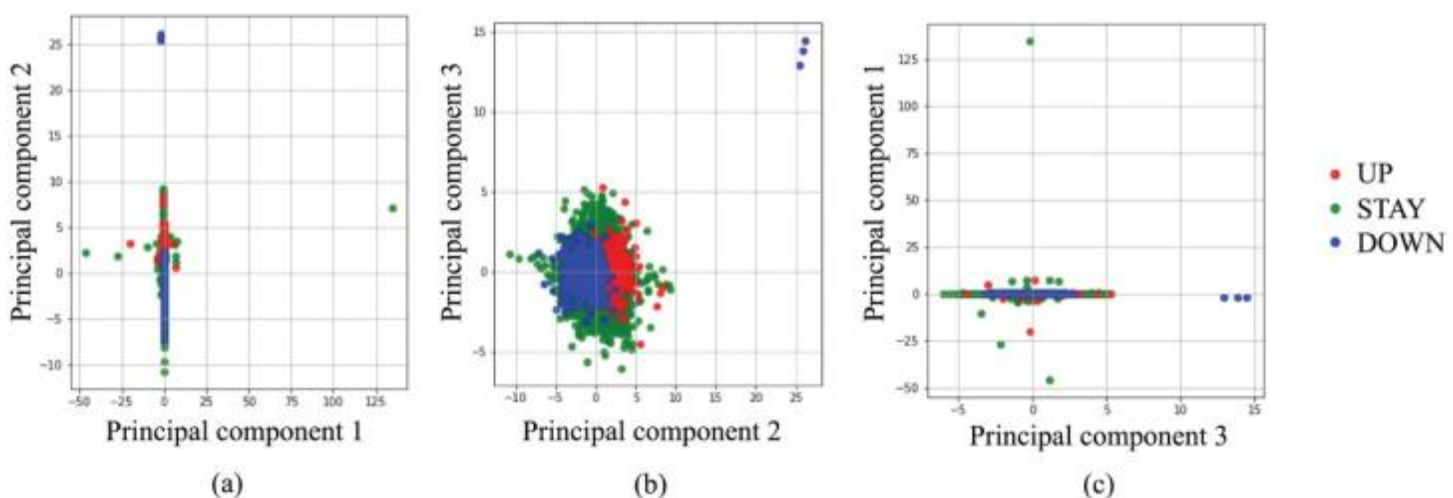 Principal component 2
25
20
15
10
5
0
−5
−10
−50 −25 0 25 50 75 100 125
Principal component 1
(a)
Principal component 3
15
10
5
0
−5
−10 −5 0 5 10 15 20 25
Principal component 2
(b)
Principal component 1
125
100
75
50
25
0
−25
−50
−5 0 5 10 15
Principal component 3
(c)
UP
STAY
DOWN